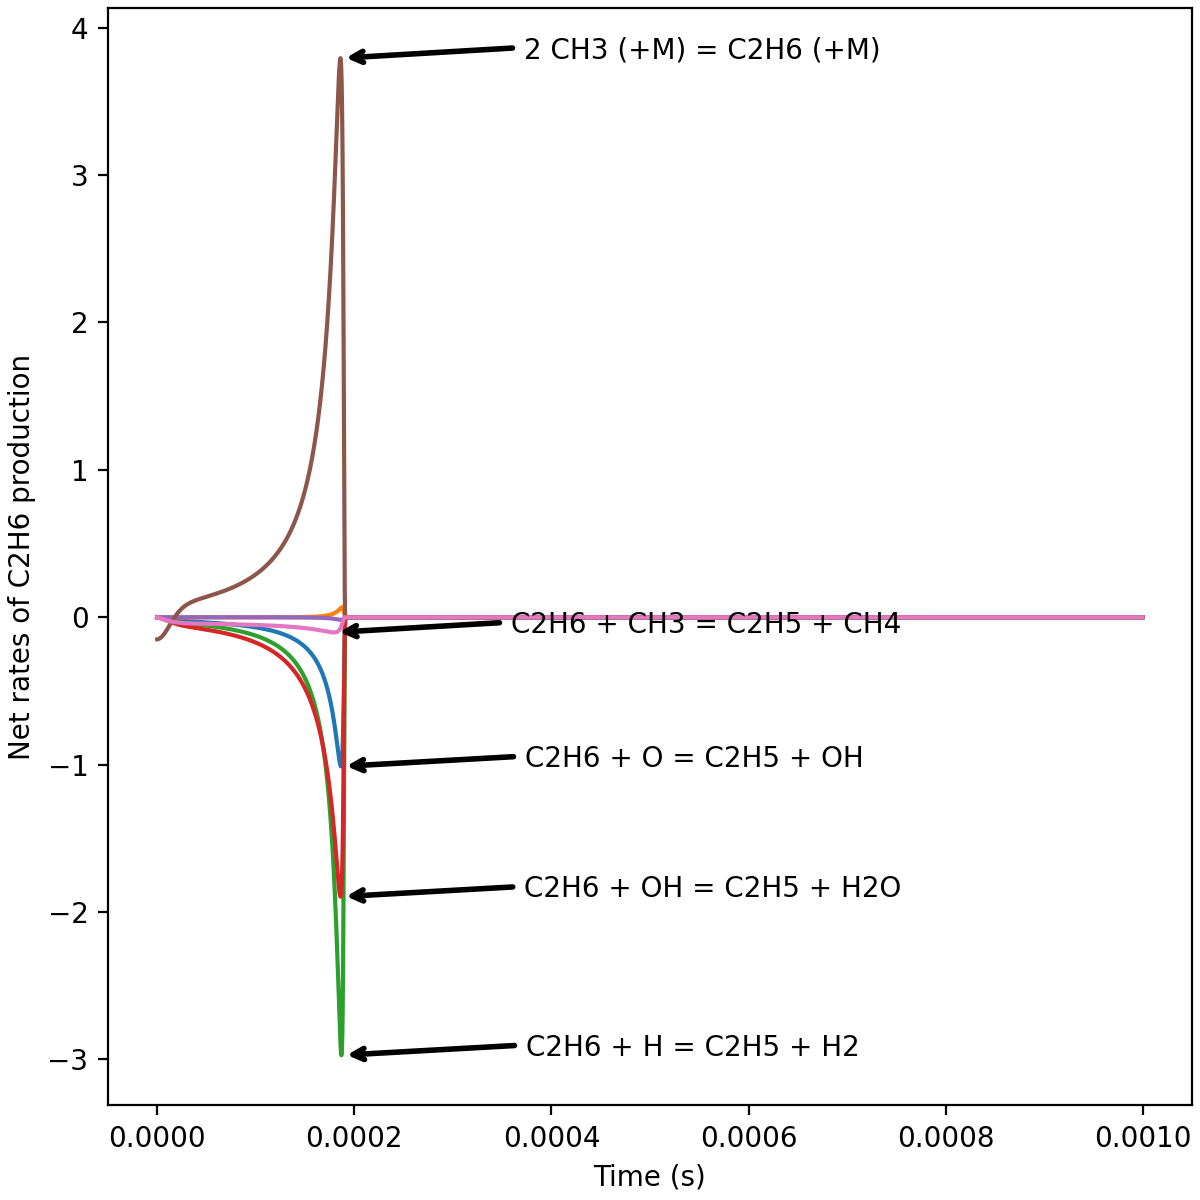 4
3
2
1
0
−1
−2
−3
Net rates of C2H6 production
2 CH3 (+M) = C2H6 (+M)
C2H6 + CH3 = C2H5 + CH4
C2H6 + O = C2H5 + OH
C2H6 + OH = C2H5 + H2O
C2H6 + H = C2H5 + H2
0.0000 0.0002 0.0004 0.0006 0.0008 0.0010
Time (s)